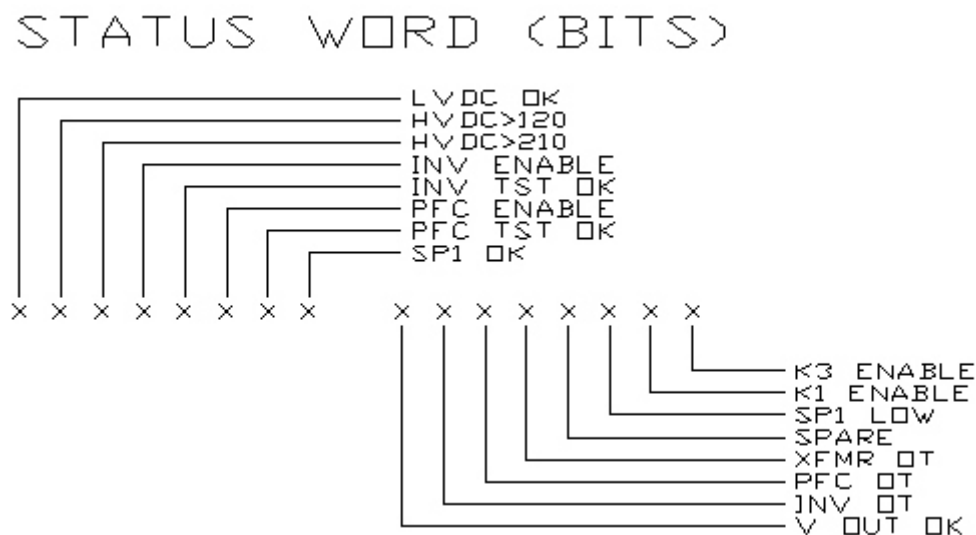 STATUS WORD (BITS)
LVDC OK
HVDC>120
HVDC>210
INV ENABLE
INV TST OK
PFC ENABLE
PFC TST OK
SP1 OK
X X X X X X X X X X X X X X X X
K3 ENABLE
K1 ENABLE
SP1 LOW
SPARE
XFMR OT
PFC OT
INV OT
V OUT OK